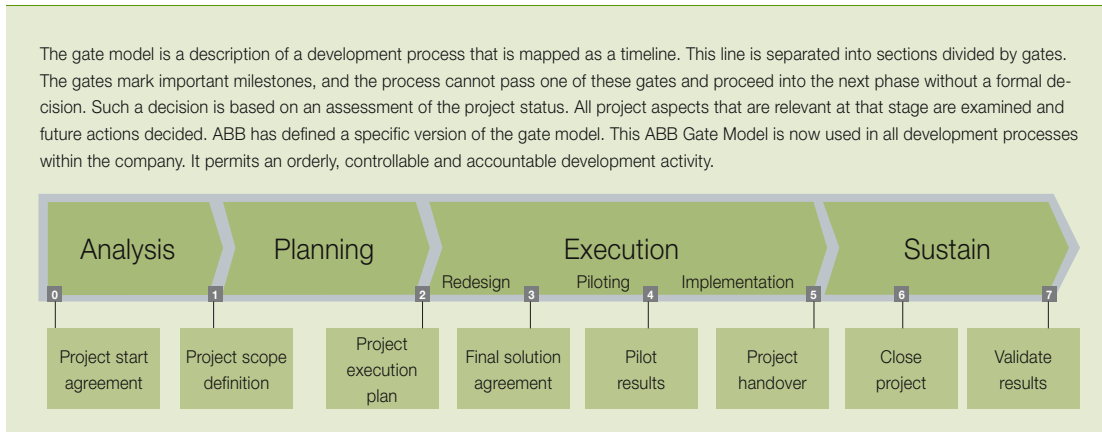 The gate model is a description of a development process that is mapped as a timeline. This line is separated into sections divided by gates.
The gates mark important milestones, and the process cannot pass one of these gates and proceed into the next phase without a formal de-
cision. Such a decision is based on an assessment of the project status. All project aspects that are relevant at that stage are examined and
future actions decided. ABB has defined a specific version of the gate model. This ABB Gate Model is now used in all development processes
within the company. It permits an orderly, controllable and accountable development activity.
Analysis
Planning
Execution
Sustain
Redesign
Piloting
Implementation
0
1
2
3
4
5
6
7
Project start
agreement
Project scope
definition
Project
execution
plan
Final solution
agreement
Pilot
results
Project
handover
Close
project
Validate
results